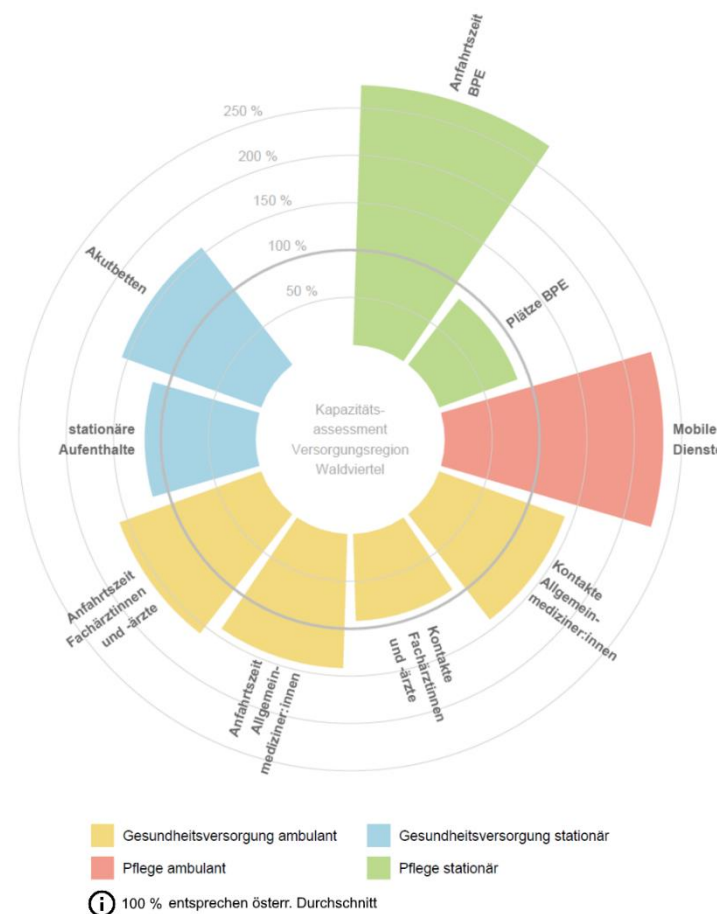 Anfahrtszeit
BPE
250 %
200 %
150 %
100 %
50 %
Plätze BPE
Akutbetten
stationäre
Aufenthalte
Kapazitäts-
assessment
Versorgungsregion
Waldviertel
Mobile
Dienste
Anfahrtszeit
Fachärztinnen
und -ärzte
Anfahrtszeit
Allgemein-
mediziner:innen
Kontakte
Fachärztinnen
und -ärzte
Kontakte
Allgemein-
mediziner:innen
Gesundheitsversorgung ambulant
Gesundheitsversorgung stationär
Pflege ambulant
Pflege stationär
i 100 % entsprechen österr. Durchschnitt